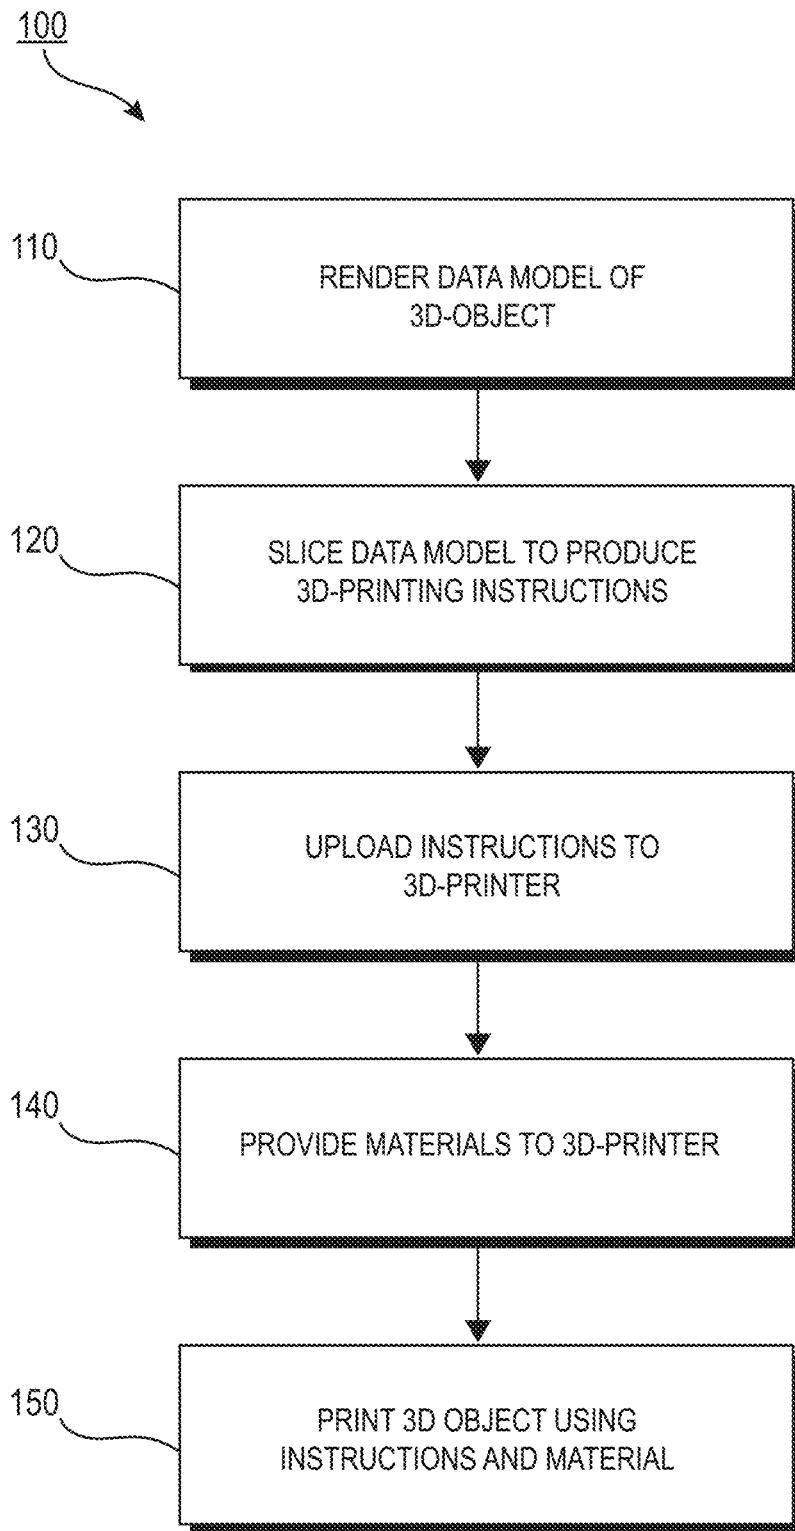 100
110
RENDER DATA MODEL OF
3D-OBJECT
120
SLICE DATA MODEL TO PRODUCE
3D-PRINTING INSTRUCTIONS
130
UPLOAD INSTRUCTIONS TO
3D-PRINTER
140
PROVIDE MATERIALS TO 3D-PRINTER
150
PRINT 3D OBJECT USING
INSTRUCTIONS AND MATERIAL